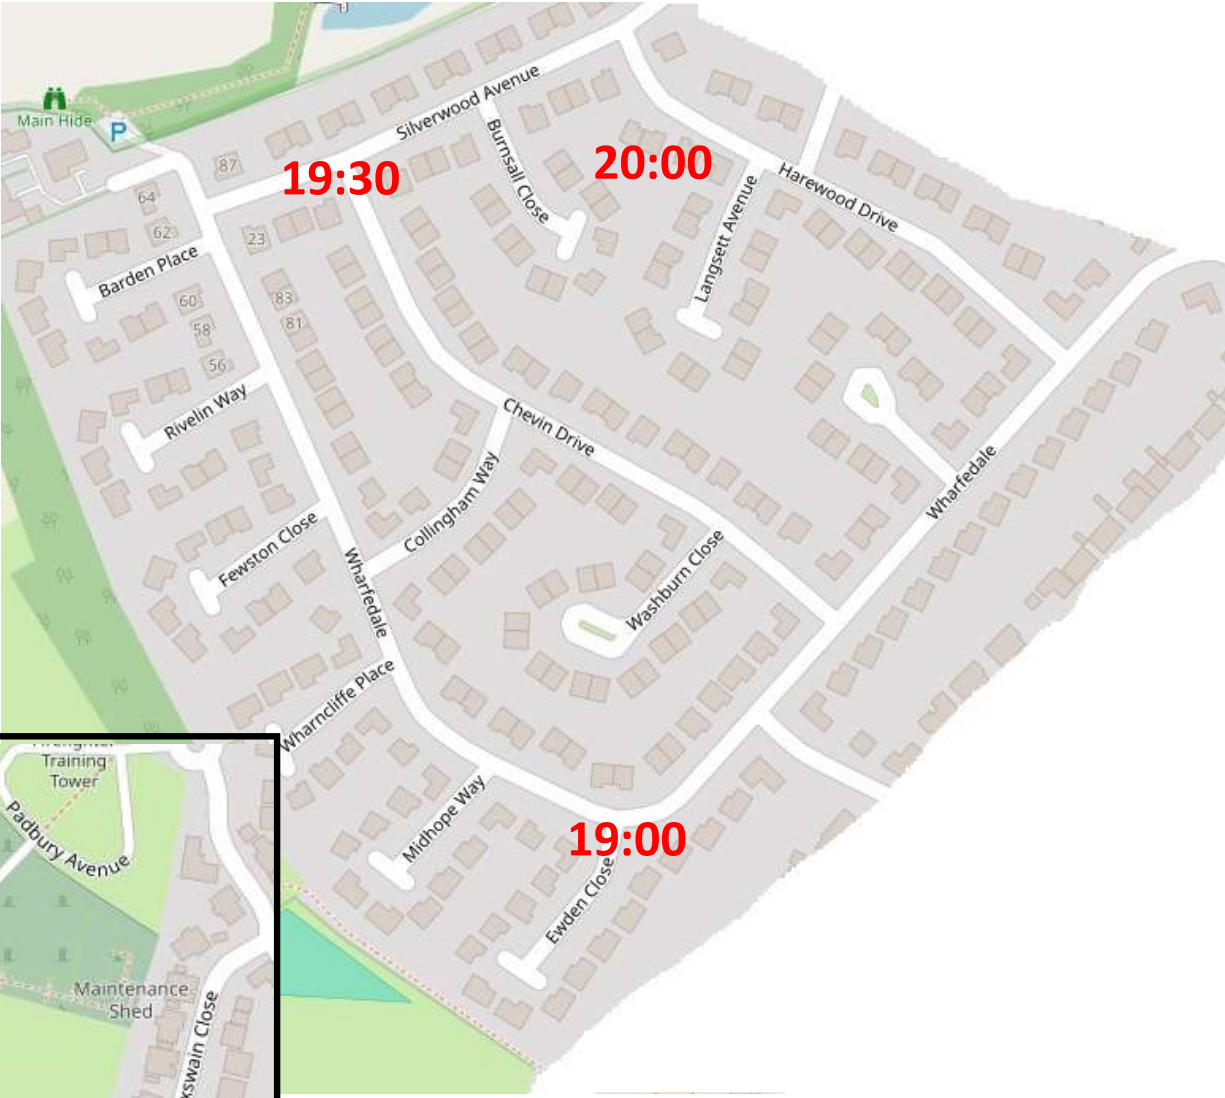 Main Hide
P
87
Silverwood Avenue
19:30
Burnsall Close
20:00
Harewood Drive
Langsett Avenue
64
62
23
Barden Place
60
83
58
81
56
Rivelin Way
Chevin Drive
Collingham Way
Wharfedale
Fewston Close
Wharfedale
Washburn Close
Wharncliffe Place
Midhope Way
19:00
Ewden Close
Training
Tower
Padbury Avenue
Maintenance
Shed